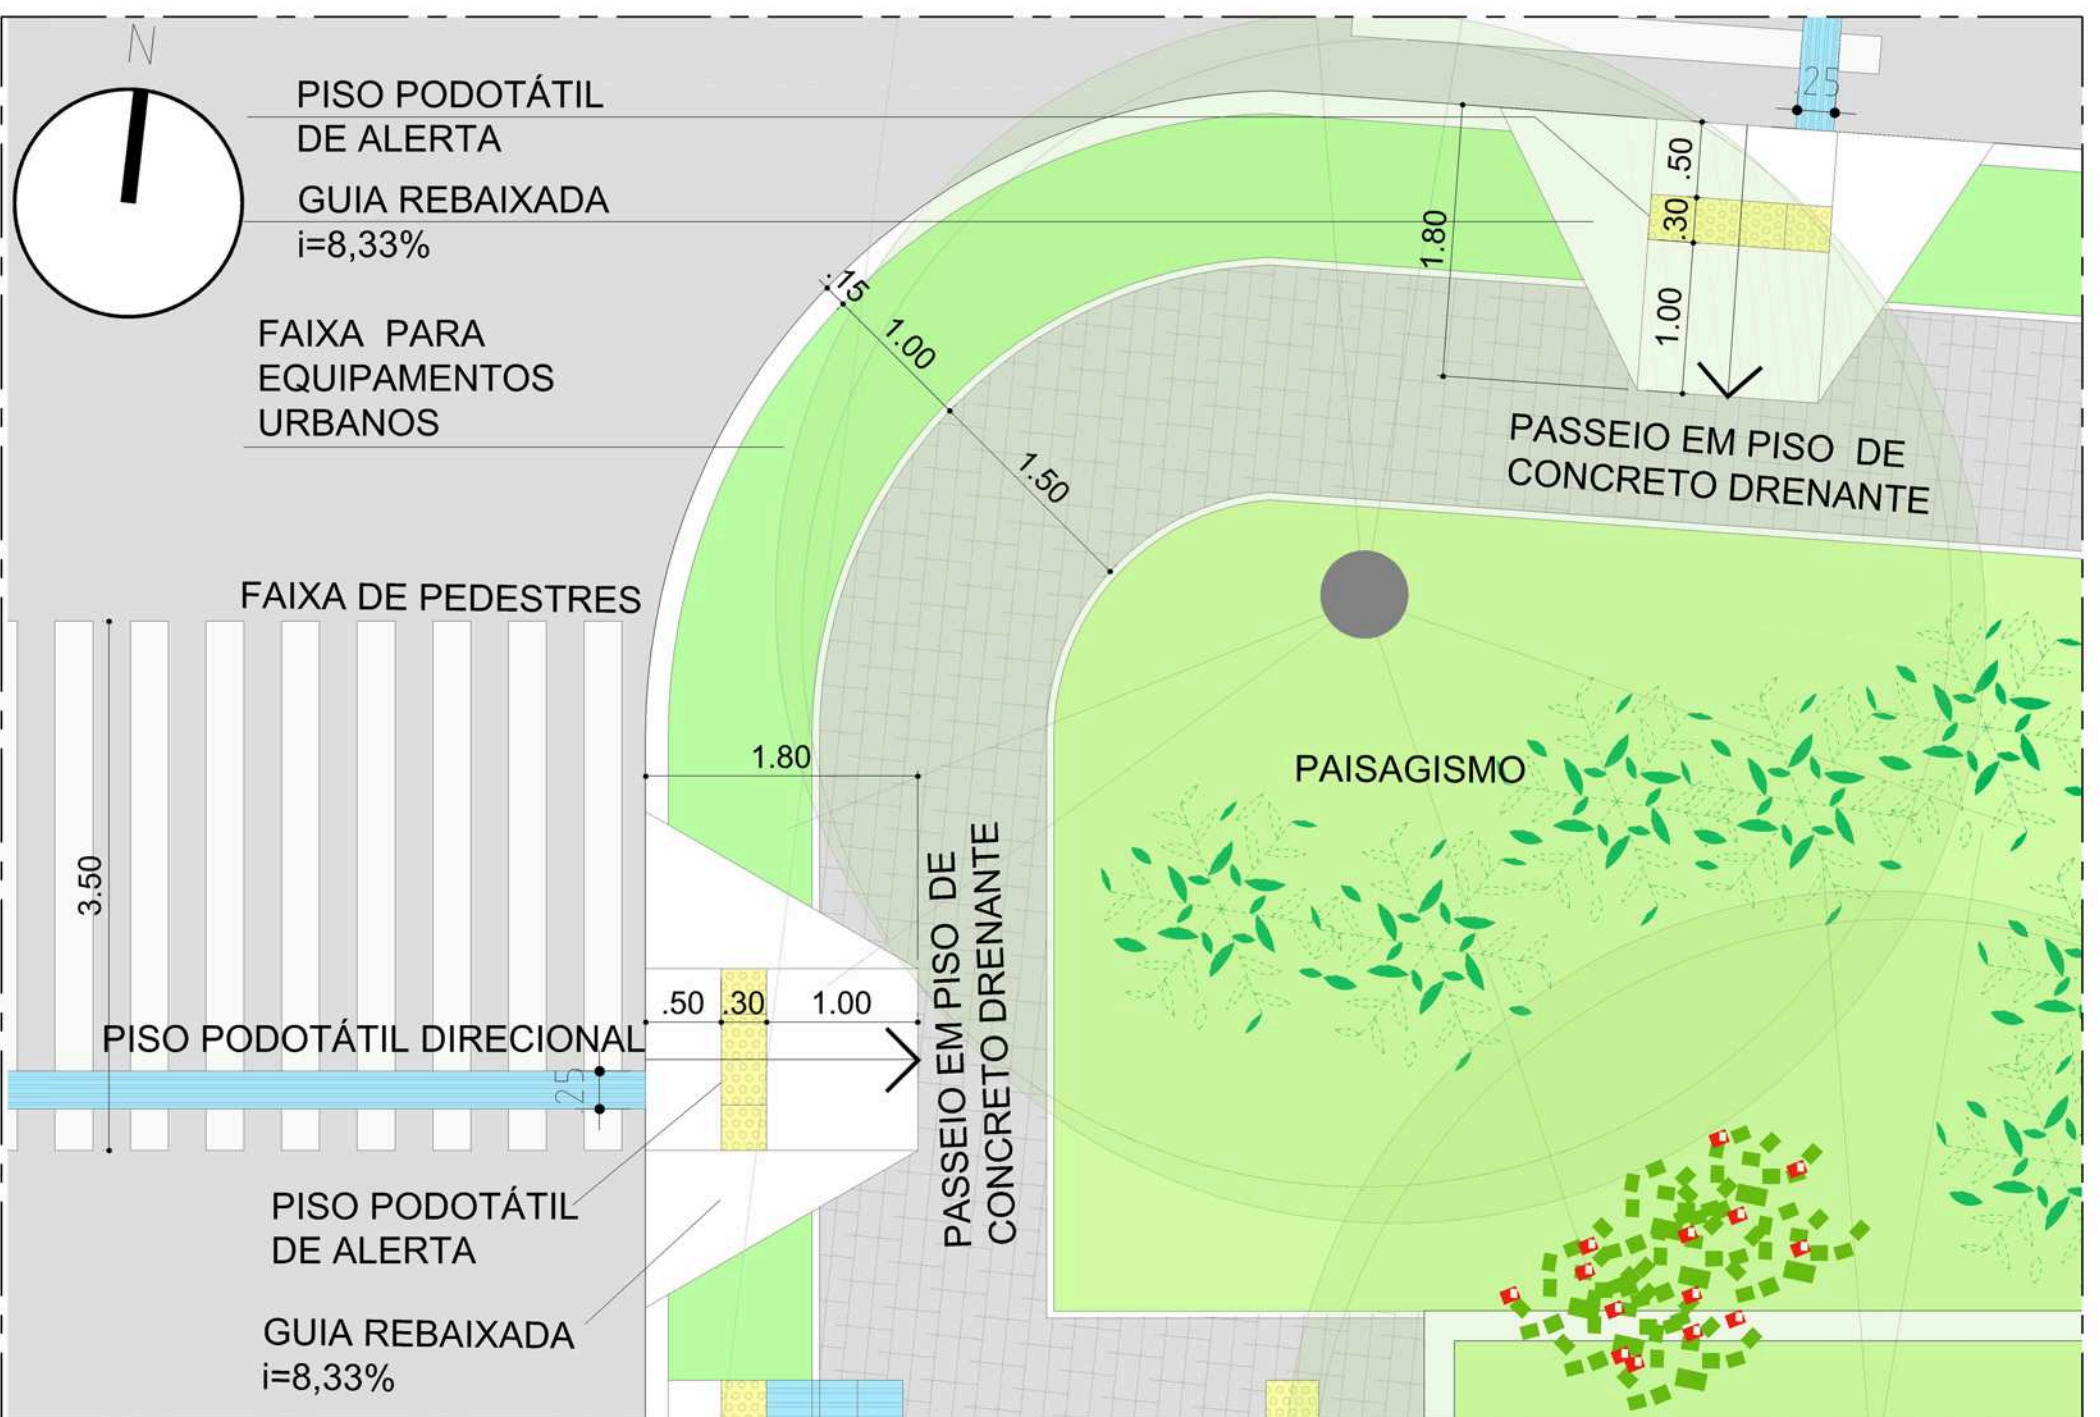 N
PISO PODOTÁTIL
DE ALERTA
GUIA REBAIXADA
i=8,33%
FAIXA PARA
EQUIPAMENTOS
URBANOS
.25
.50
.30
1.00
1.80
.15
1.00
1.50
PASSEIO EM PISO DE
CONCRETO DRENANTE
FAIXA DE PEDESTRES
3.50
1.80
PAISAGISMO
.50
.30
1.00
PASSEIO EM PISO DE
CONCRETO DRENANTE
PISO PODOTÁTIL DIRECIONAL
.25
PISO PODOTÁTIL
DE ALERTA
GUIA REBAIXADA
i=8,33%